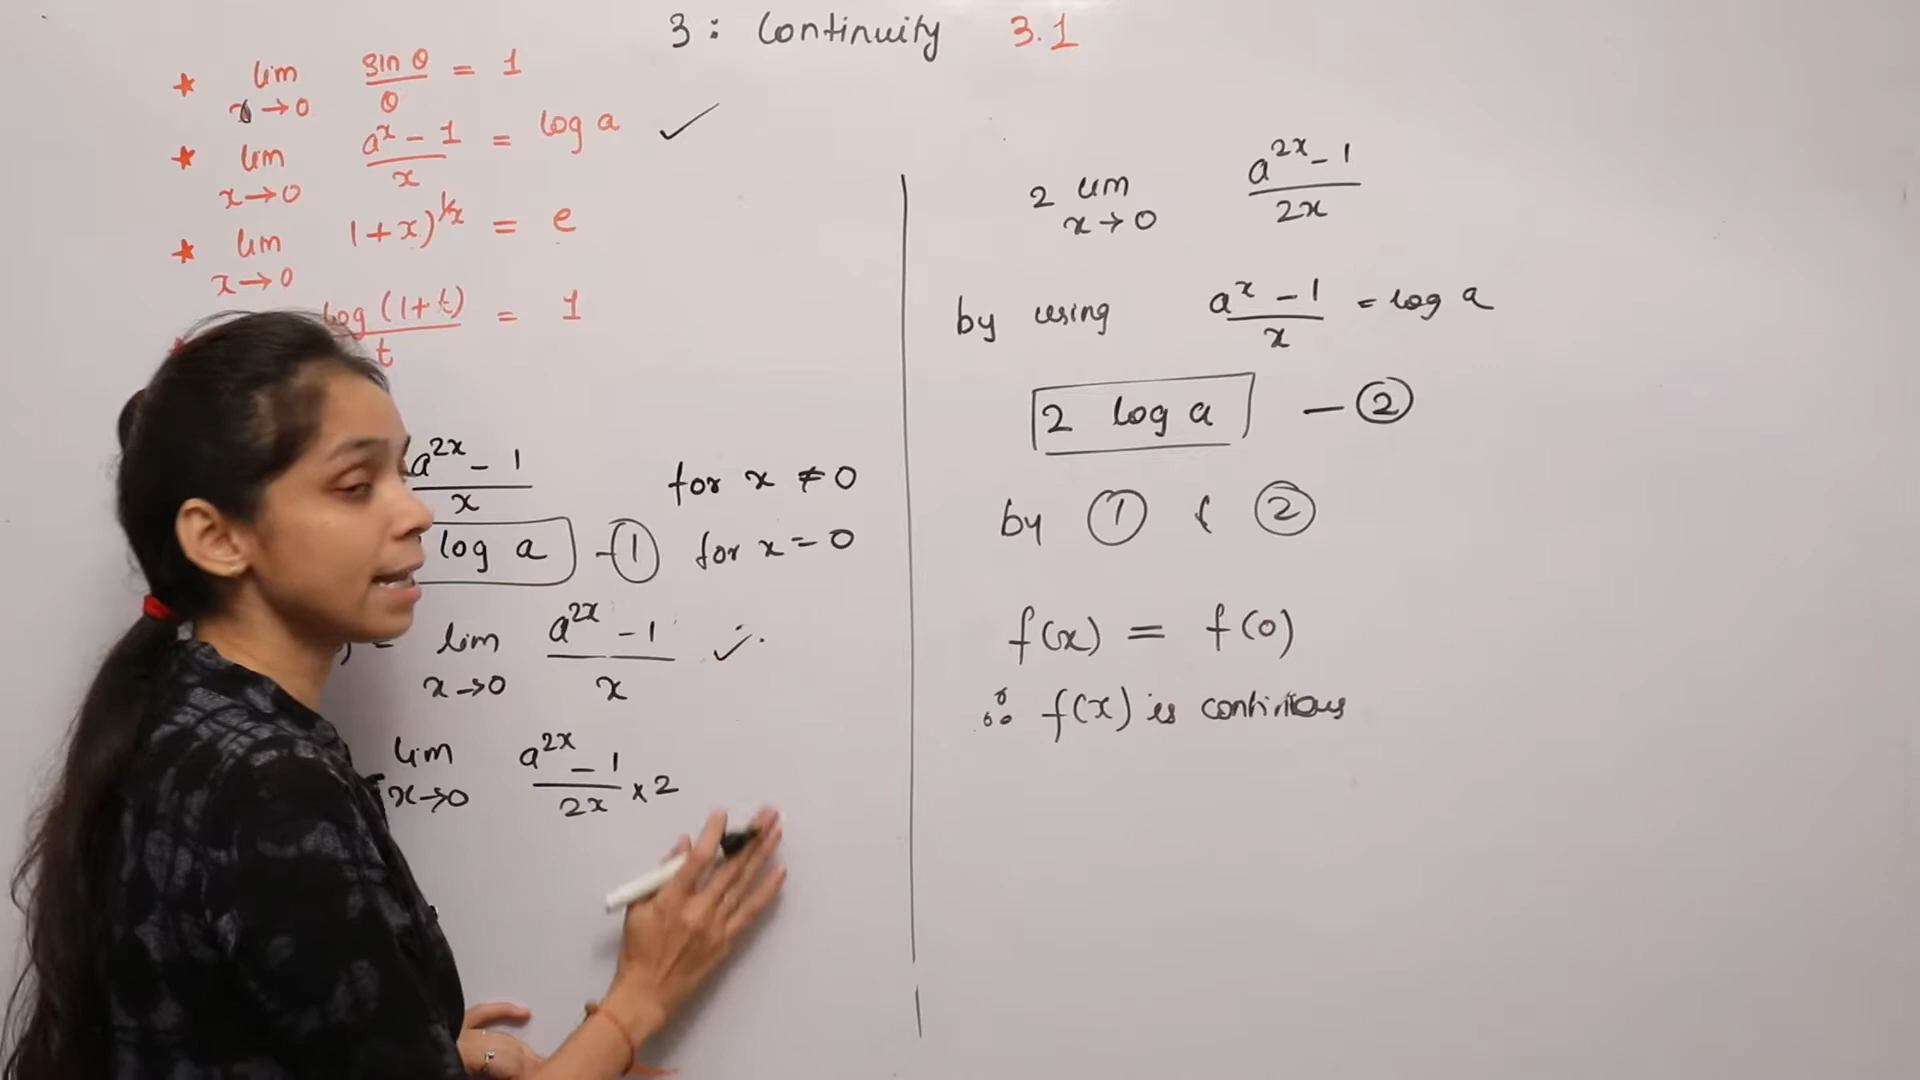 3 : Continuity 3.1
★ lim x→0 sin θ / θ = 1
★ lim x→0 a^x - 1 / x = log a ✓
★ lim x→0 1+x)^1/x = e
log (1+t) / t = 1
a^2x - 1 / x for x ≠ 0
log a - ① for x = 0
) = lim x→0 a^2x - 1 / x ✓
lim x→0 a^2x - 1 / 2x × 2
2 lim x→0 a^2x - 1 / 2x
by using a^x - 1 / x = log a
2 log a — ②
by ① & ②
f(x) = f(0)
∴ f(x) is continous